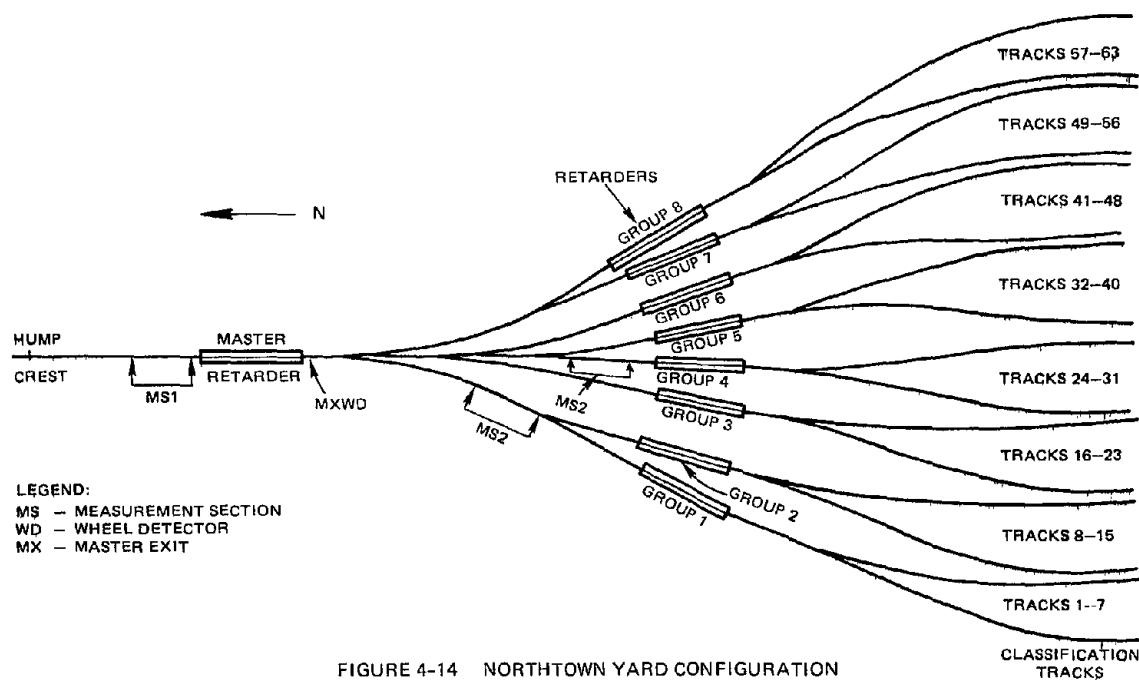 TRACKS 57–63
TRACKS 49–56
RETARDERS
TRACKS 41–48
N
GROUP 8
GROUP 7
GROUP 6
TRACKS 32–40
HUMP
MASTER
GROUP 5
CREST
RETARDER
GROUP 4
TRACKS 24–31
MS1
MXWD
MS2
GROUP 3
MS2
TRACKS 16–23
LEGEND:
MS – MEASUREMENT SECTION
WD – WHEEL DETECTOR
MX – MASTER EXIT
GROUP 1
GROUP 2
TRACKS 8–15
TRACKS 1–7
CLASSIFICATION
TRACKS
FIGURE 4-14 NORTHTOWN YARD CONFIGURATION